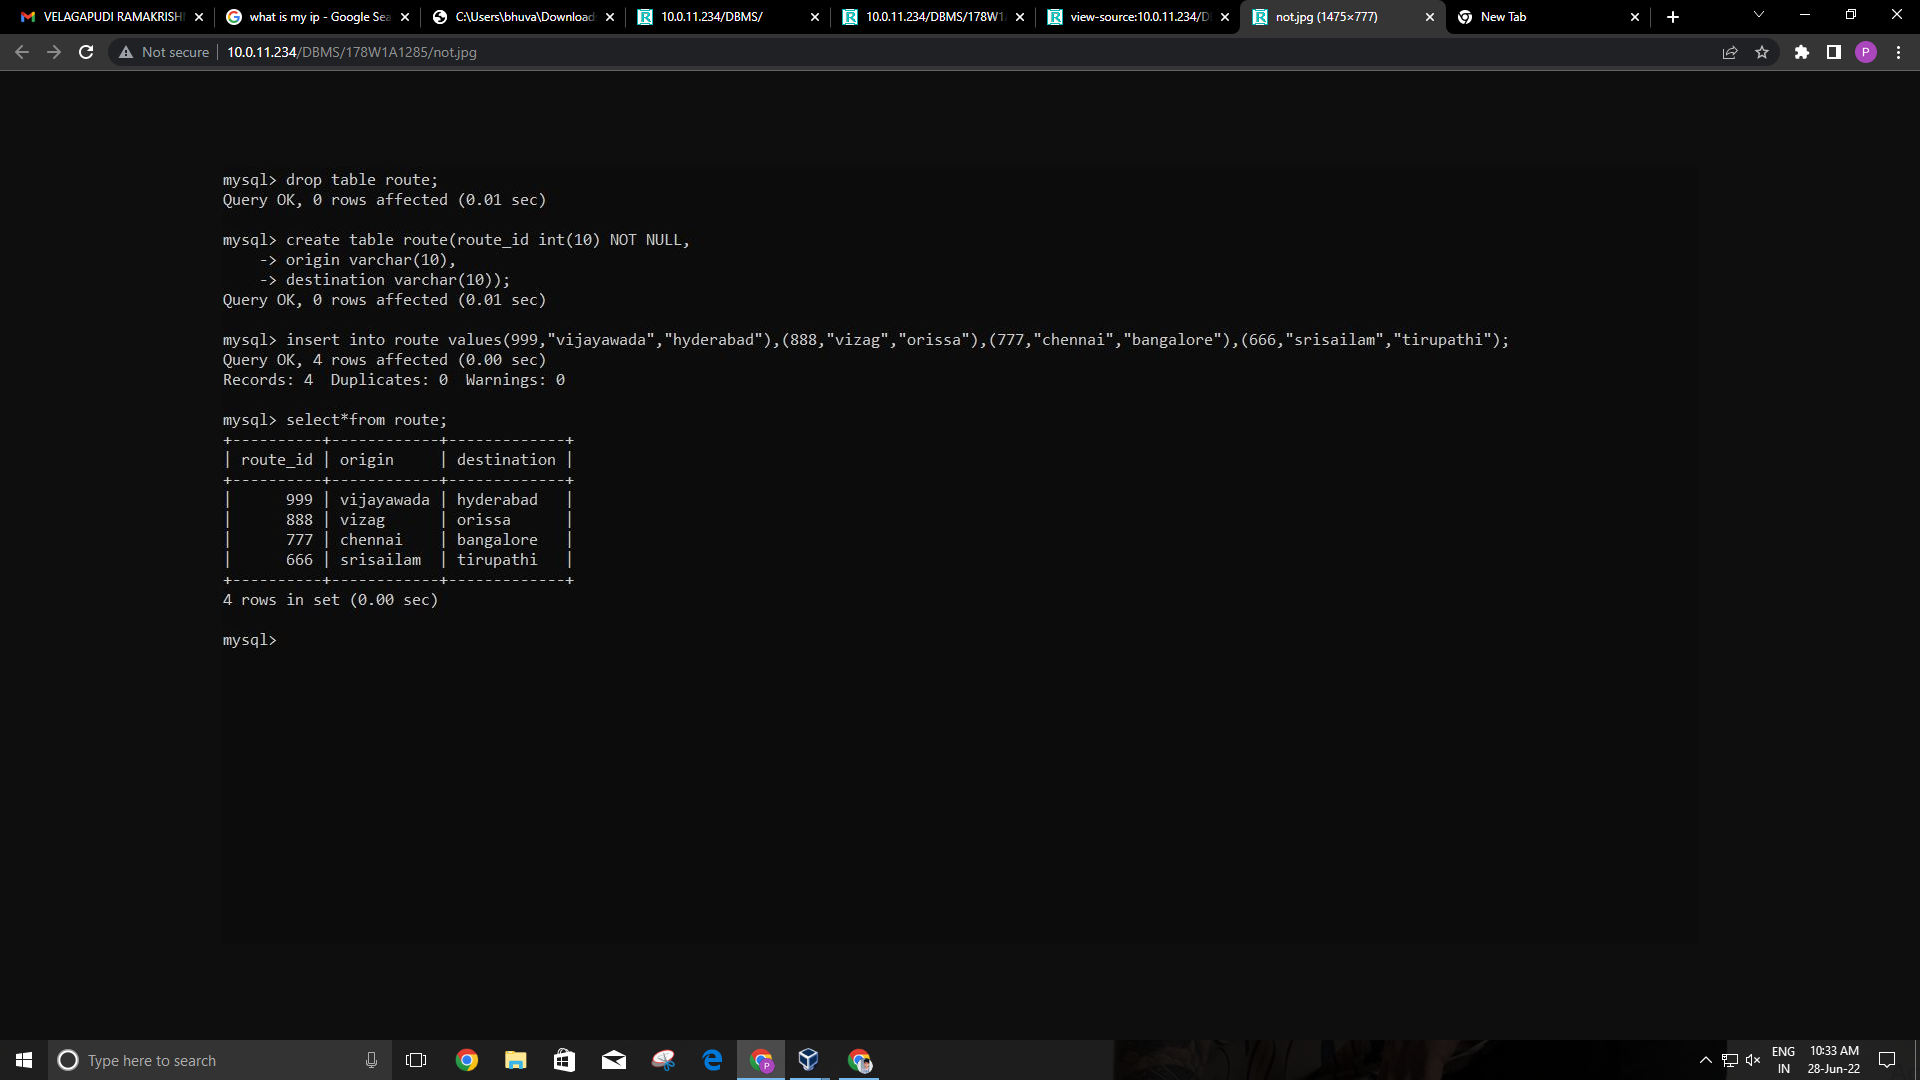 VELAGAPUDI RAMAKRISH
what is my ip - Google Sea
C:\Users\bhuva\Download
10.0.11.234/DBMS/
10.0.11.234/DBMS/178W1
view-source:10.0.11.234/D
not.jpg (1475×777)
New Tab
Not secure
10.0.11.234/DBMS/178W1A1285/not.jpg
P
mysql> drop table route;
Query OK, 0 rows affected (0.01 sec)
mysql> create table route(route_id int(10) NOT NULL,
    -> origin varchar(10),
    -> destination varchar(10));
Query OK, 0 rows affected (0.01 sec)
mysql> insert into route values(999,"vijayawada","hyderabad"),(888,"vizag","orissa"),(777,"chennai","bangalore"),(666,"srisailam","tirupathi");
Query OK, 4 rows affected (0.00 sec)
Records: 4  Duplicates: 0  Warnings: 0
mysql> select*from route;
+----------+------------+-------------+
| route_id | origin     | destination |
+----------+------------+-------------+
|      999 | vijayawada | hyderabad   |
|      888 | vizag      | orissa      |
|      777 | chennai    | bangalore   |
|      666 | srisailam  | tirupathi   |
+----------+------------+-------------+
4 rows in set (0.00 sec)
mysql>
Type here to search
ENG
IN
10:33 AM
28-Jun-22